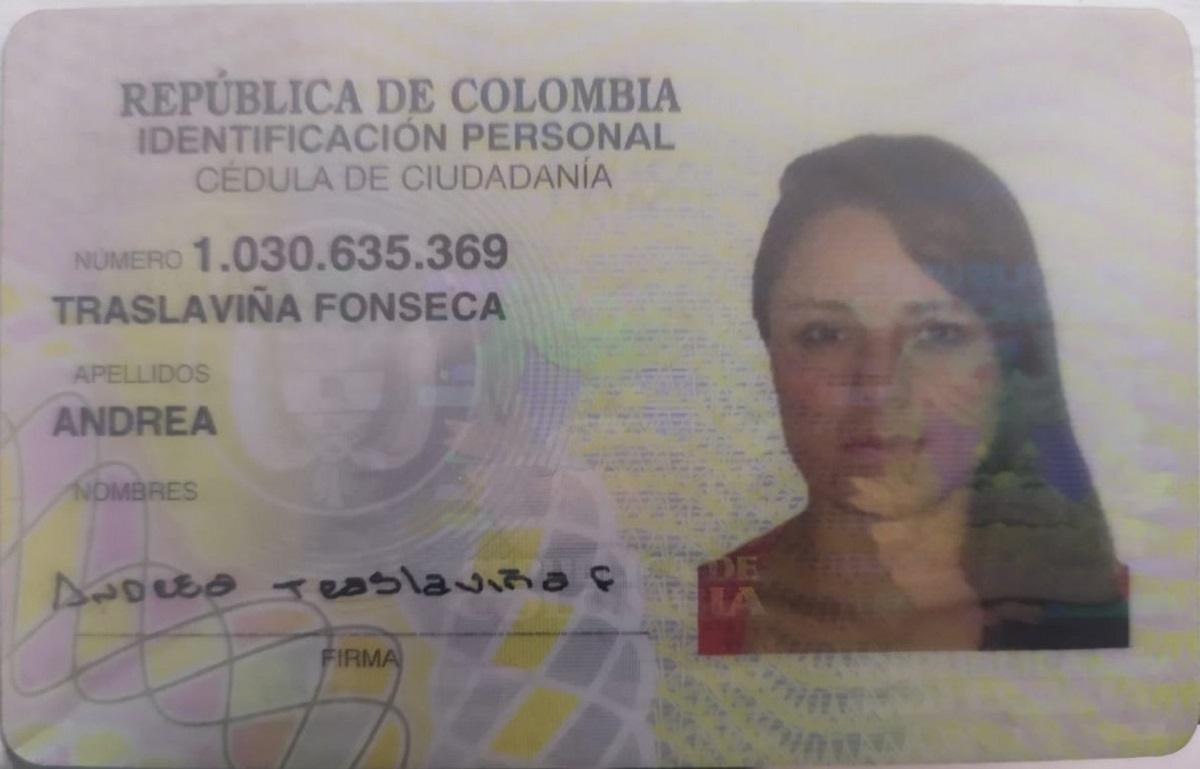 REPÚBLICA DE COLOMBIA
IDENTIFICACIÓN PERSONAL
CÉDULA DE CIUDADANÍA
NÚMERO 1.030.635.369
TRASLAVIÑA FONSECA
APELLIDOS
ANDREA
NOMBRES
Andrea Traslaviña F
FIRMA
DE
IA